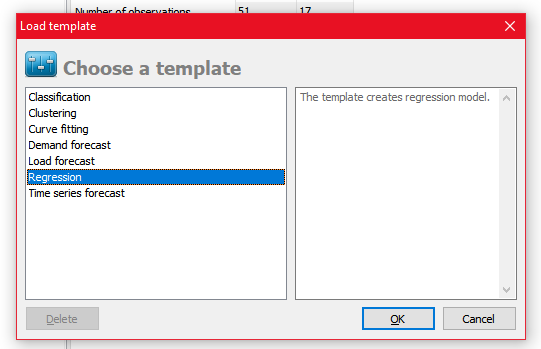 Number of observations 51 17
Load template
Choose a template
Classification
Clustering
Curve fitting
Demand forecast
Load forecast
Regression
Time series forecast
The template creates regression model.
Delete
OK
Cancel